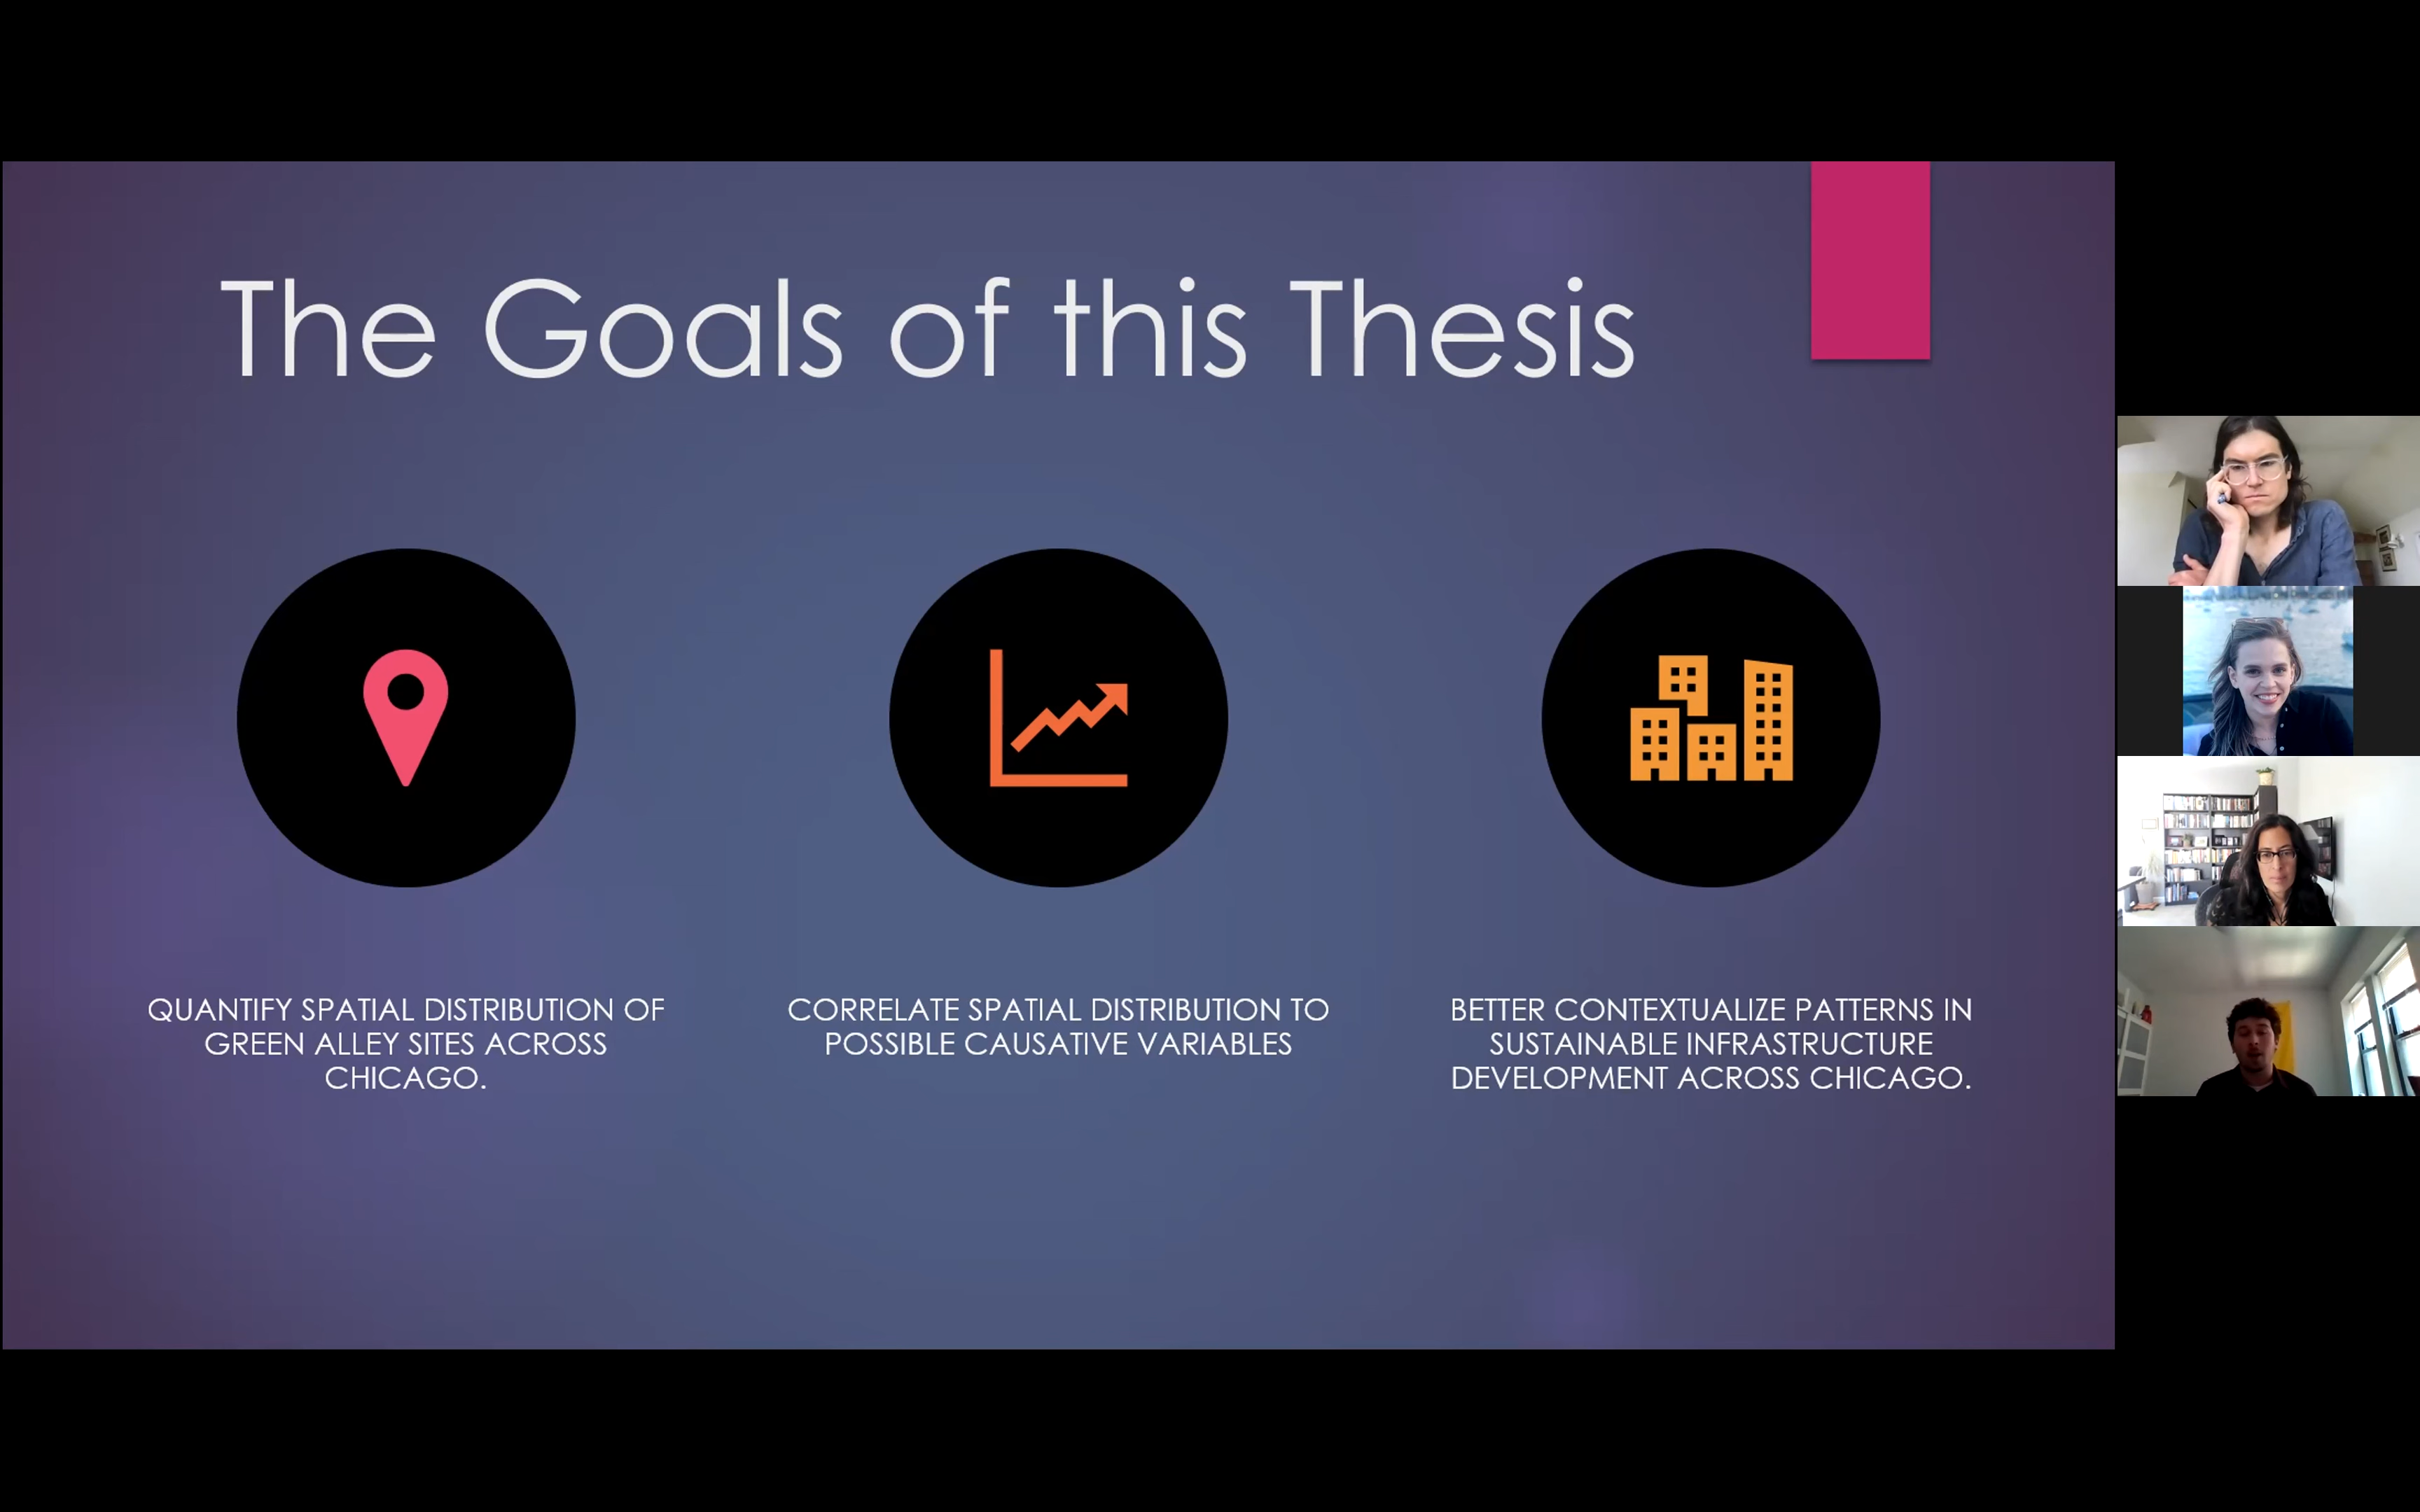 The Goals of this Thesis
QUANTIFY SPATIAL DISTRIBUTION OF
GREEN ALLEY SITES ACROSS
CHICAGO.
CORRELATE SPATIAL DISTRIBUTION TO
POSSIBLE CAUSATIVE VARIABLES
BETTER CONTEXTUALIZE PATTERNS IN
SUSTAINABLE INFRASTRUCTURE
DEVELOPMENT ACROSS CHICAGO.